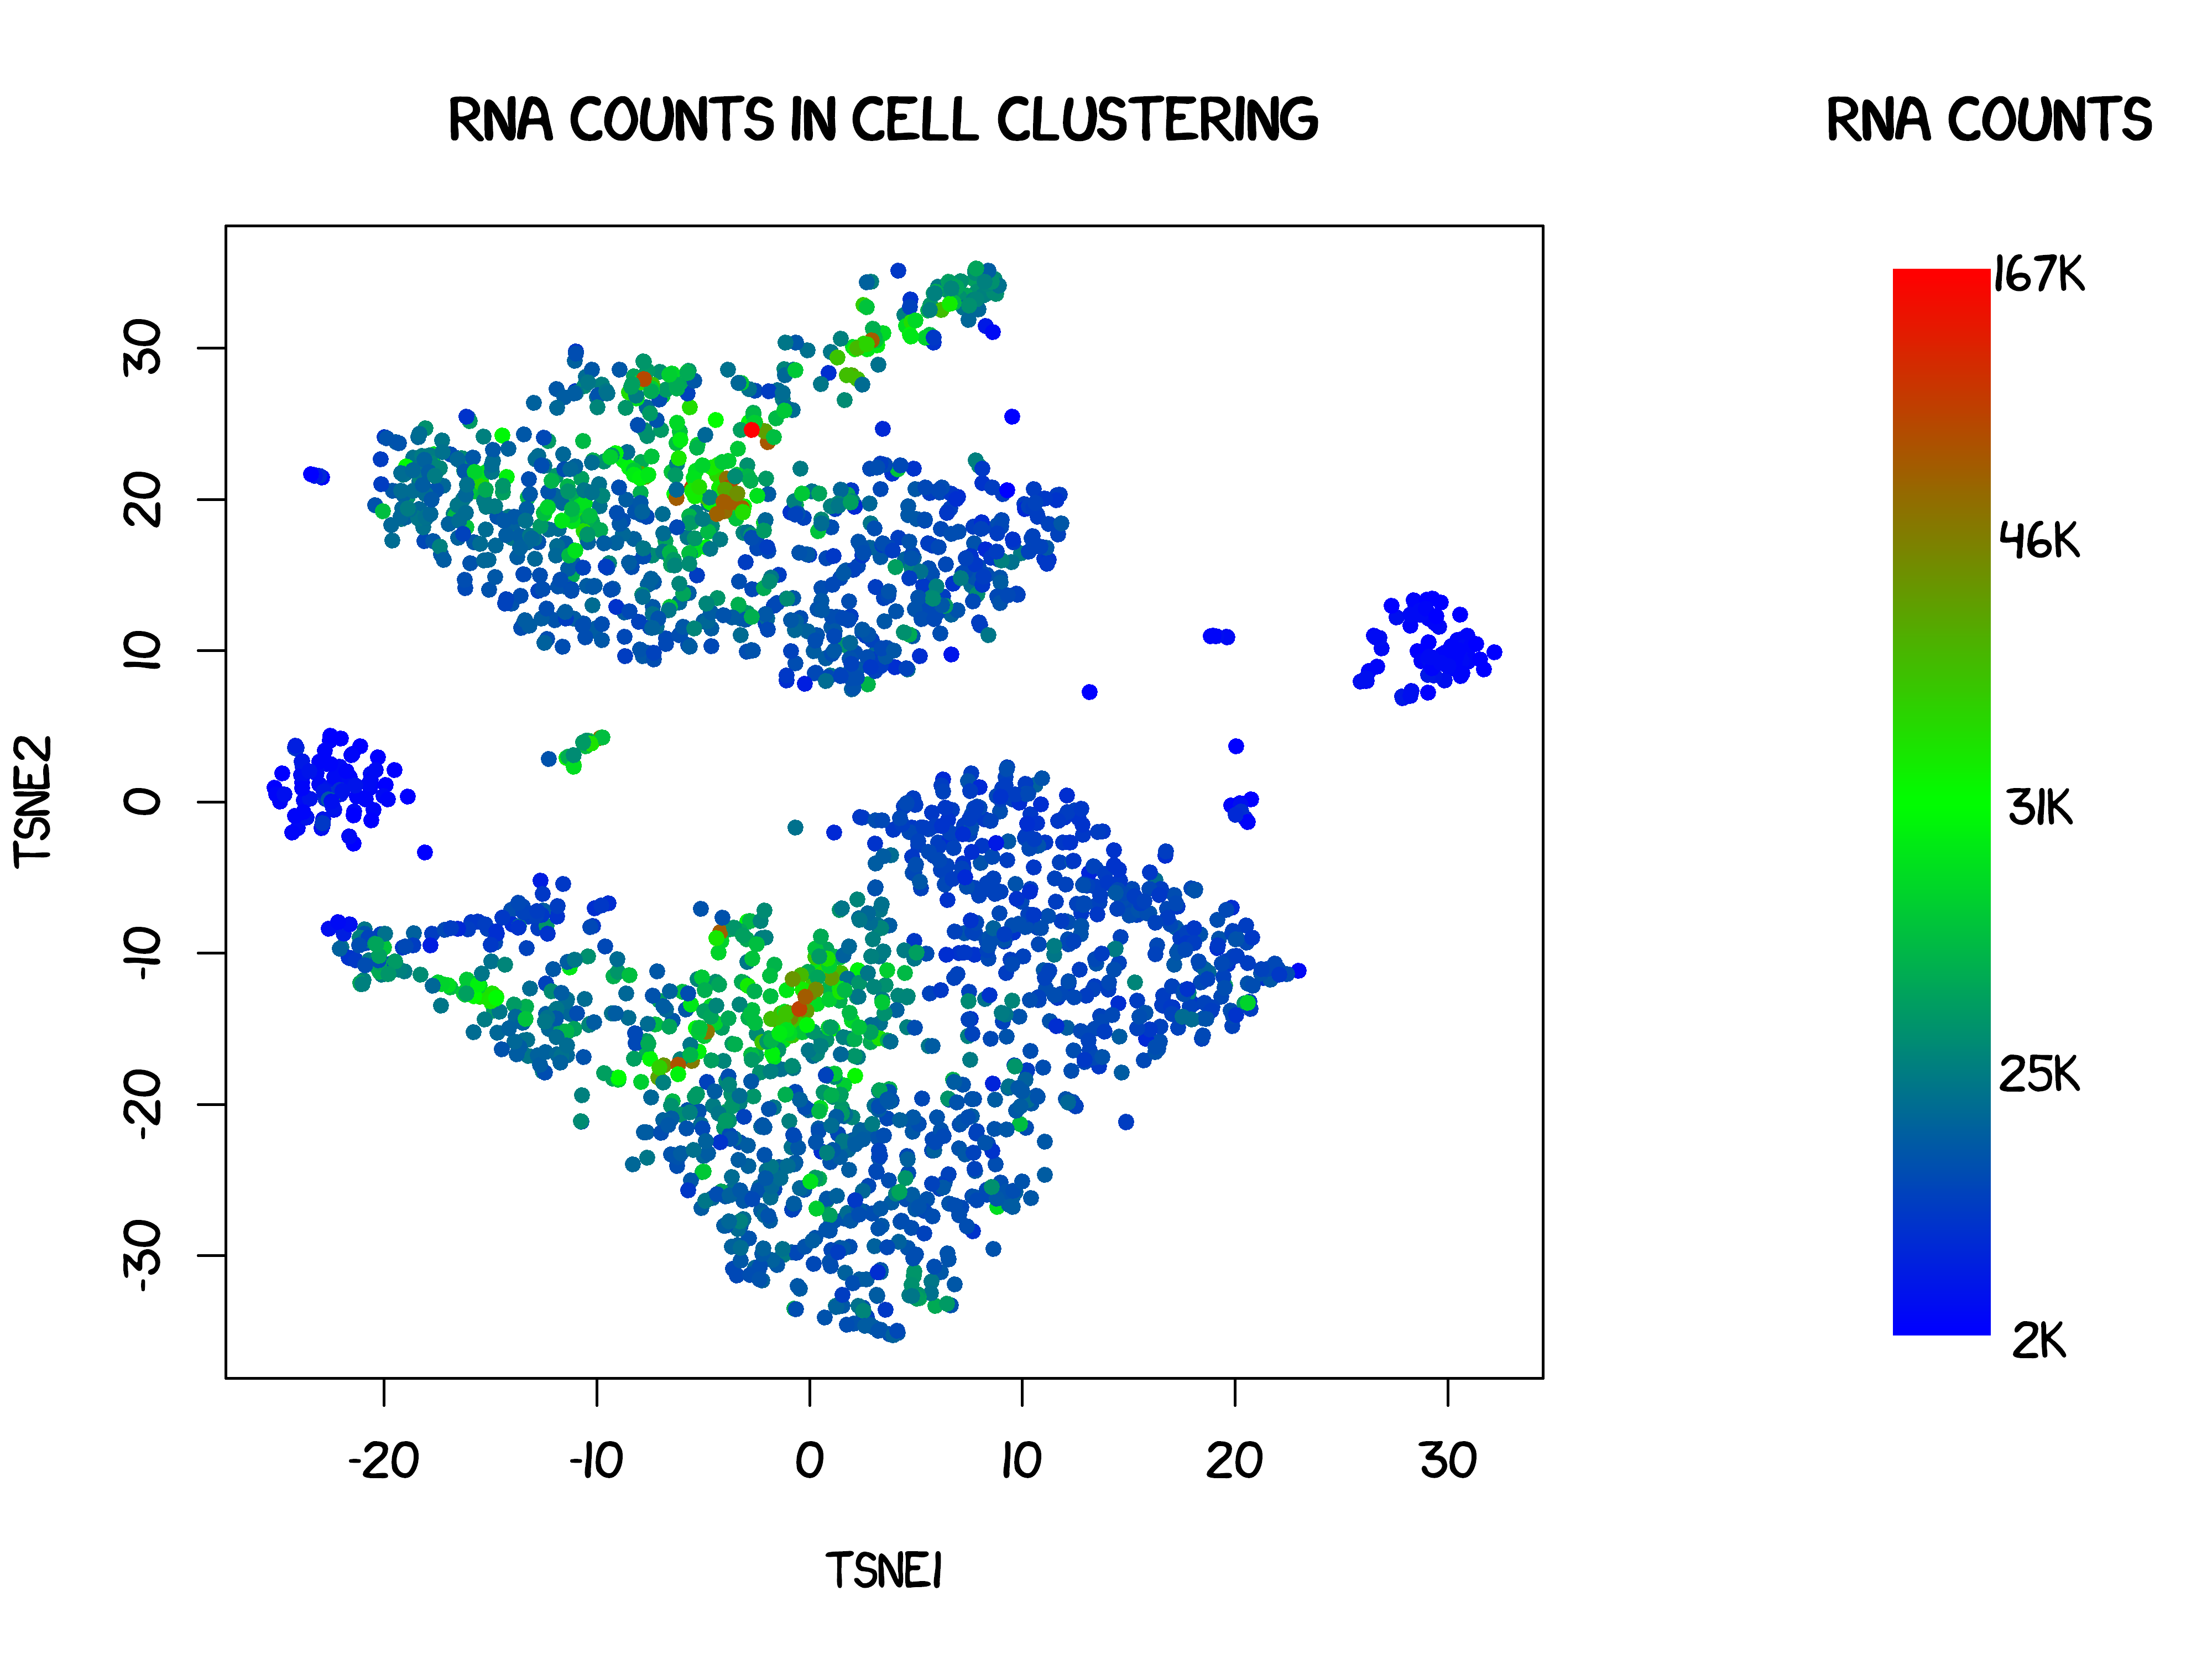 RNA COUNTS IN CELL CLUSTERING
RNA COUNTS
167K
46K
31K
25K
2K
TSNE2
30
20
10
0
-10
-20
-30
-20
-10
0
10
20
30
TSNE1